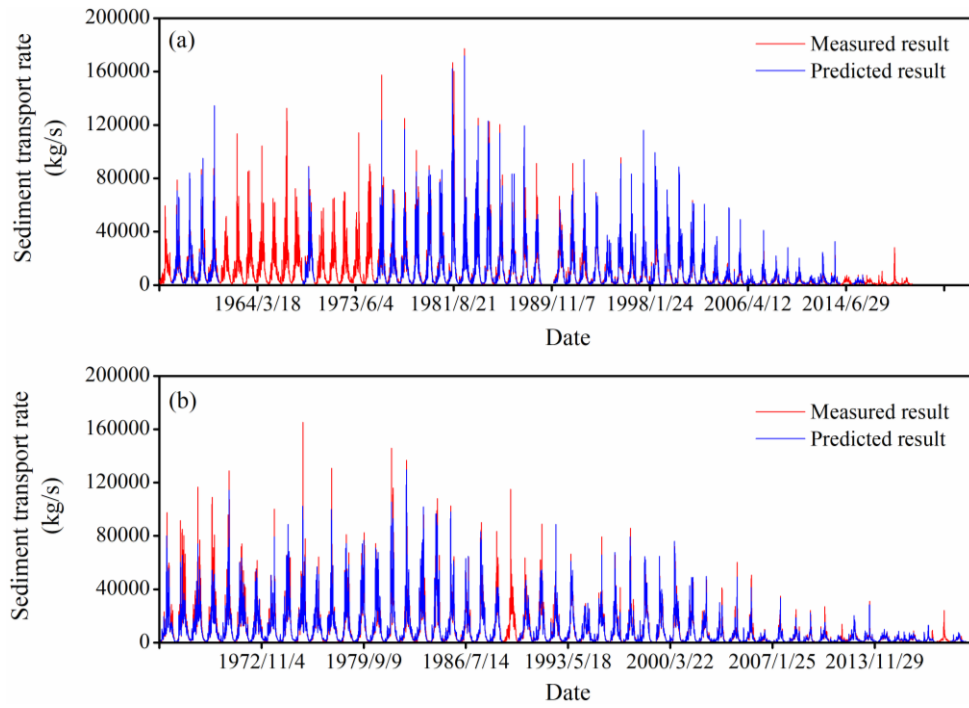 200000
(a)
Measured result
160000
Predicted result
120000
80000
40000
0
Sediment transport rate
(kg/s)
1964/3/18 1973/6/4 1981/8/21 1989/11/7 1998/1/24 2006/4/12 2014/6/29
Date
200000
(b)
Measured result
160000
Predicted result
120000
80000
40000
0
Sediment transport rate
(kg/s)
1972/11/4 1979/9/9 1986/7/14 1993/5/18 2000/3/22 2007/1/25 2013/11/29
Date